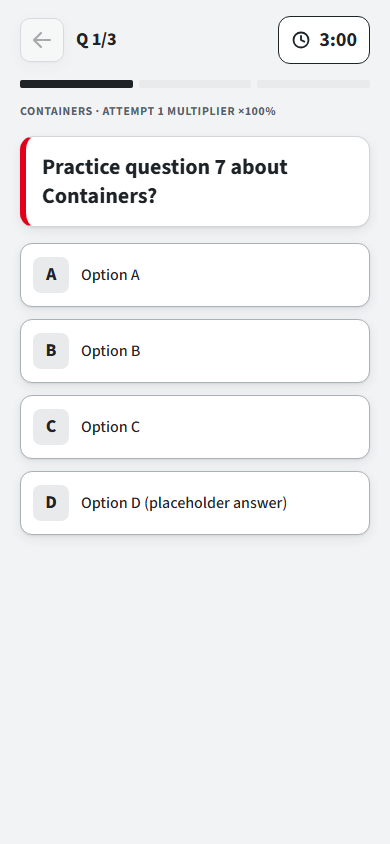 Q 1/3
3:00
CONTAINERS · ATTEMPT 1 MULTIPLIER ×100%
Practice question 7 about
Containers?
A Option A
B Option B
C Option C
D Option D (placeholder answer)